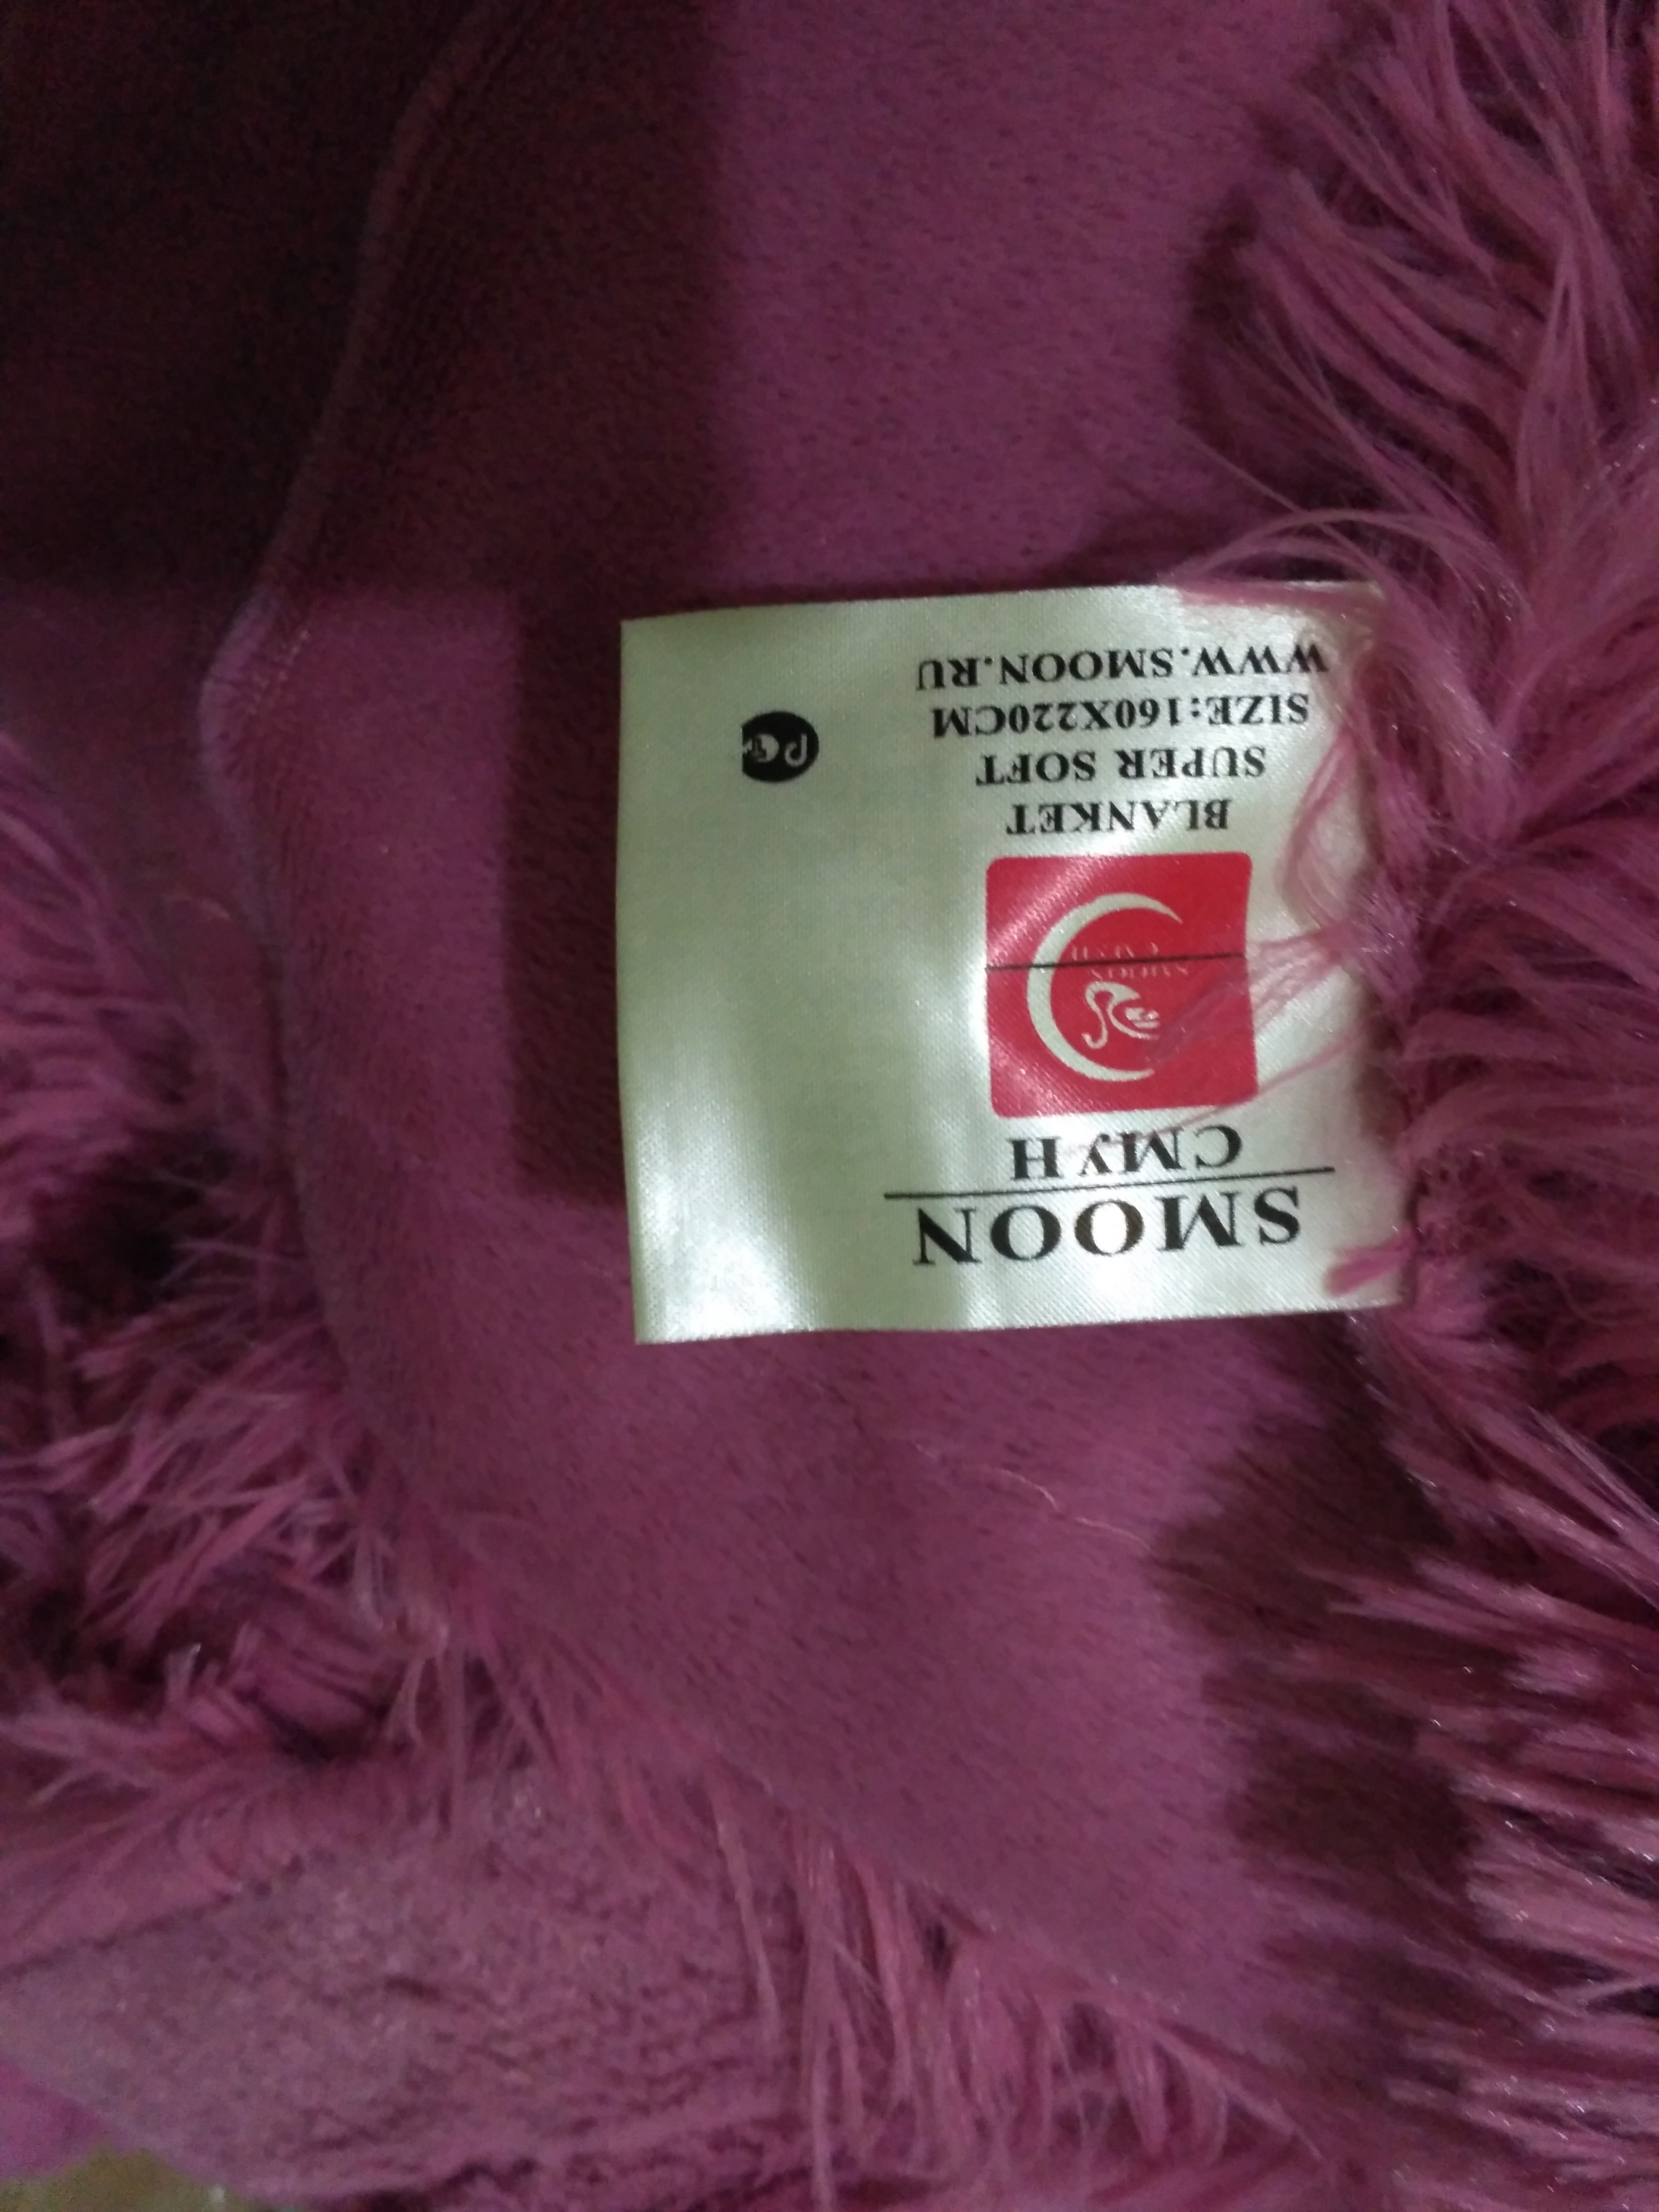 SMOON
СМУН
BLANKET
SUPER SOFT
SIZE:160X220CM
WWW.SMOON.RU